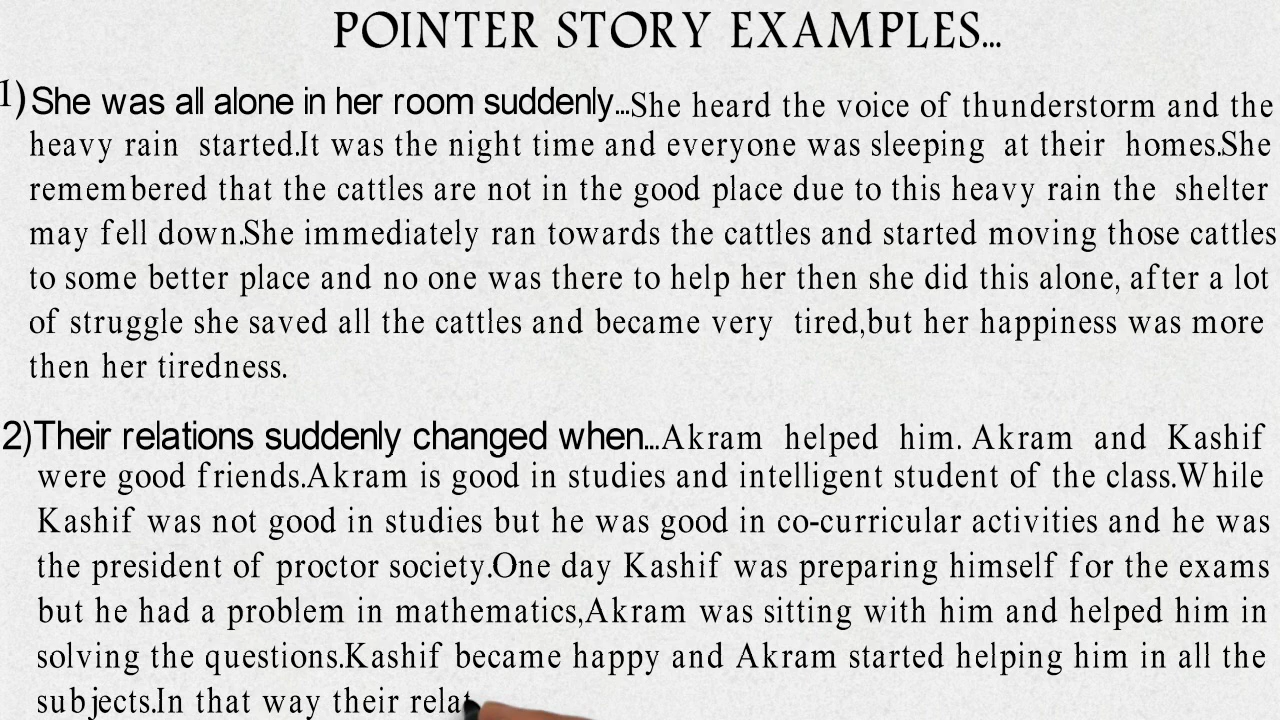 POINTER STORY EXAMPLES...
1) She was all alone in her room suddenly...She heard the voice of thunderstorm and the
heavy rain started.It was the night time and everyone was sleeping at their homes.She
remembered that the cattles are not in the good place due to this heavy rain the shelter
may fell down.She immediately ran towards the cattles and started moving those cattles
to some better place and no one was there to help her then she did this alone, after a lot
of struggle she saved all the cattles and became very tired,but her happiness was more
then her tiredness.
2)Their relations suddenly changed when...Akram helped him. Akram and Kashif
were good friends.Akram is good in studies and intelligent student of the class.While
Kashif was not good in studies but he was good in co-curricular activities and he was
the president of proctor society.One day Kashif was preparing himself for the exams
but he had a problem in mathematics,Akram was sitting with him and helped him in
solving the questions.Kashif became happy and Akram started helping him in all the
subjects.In that way their relat